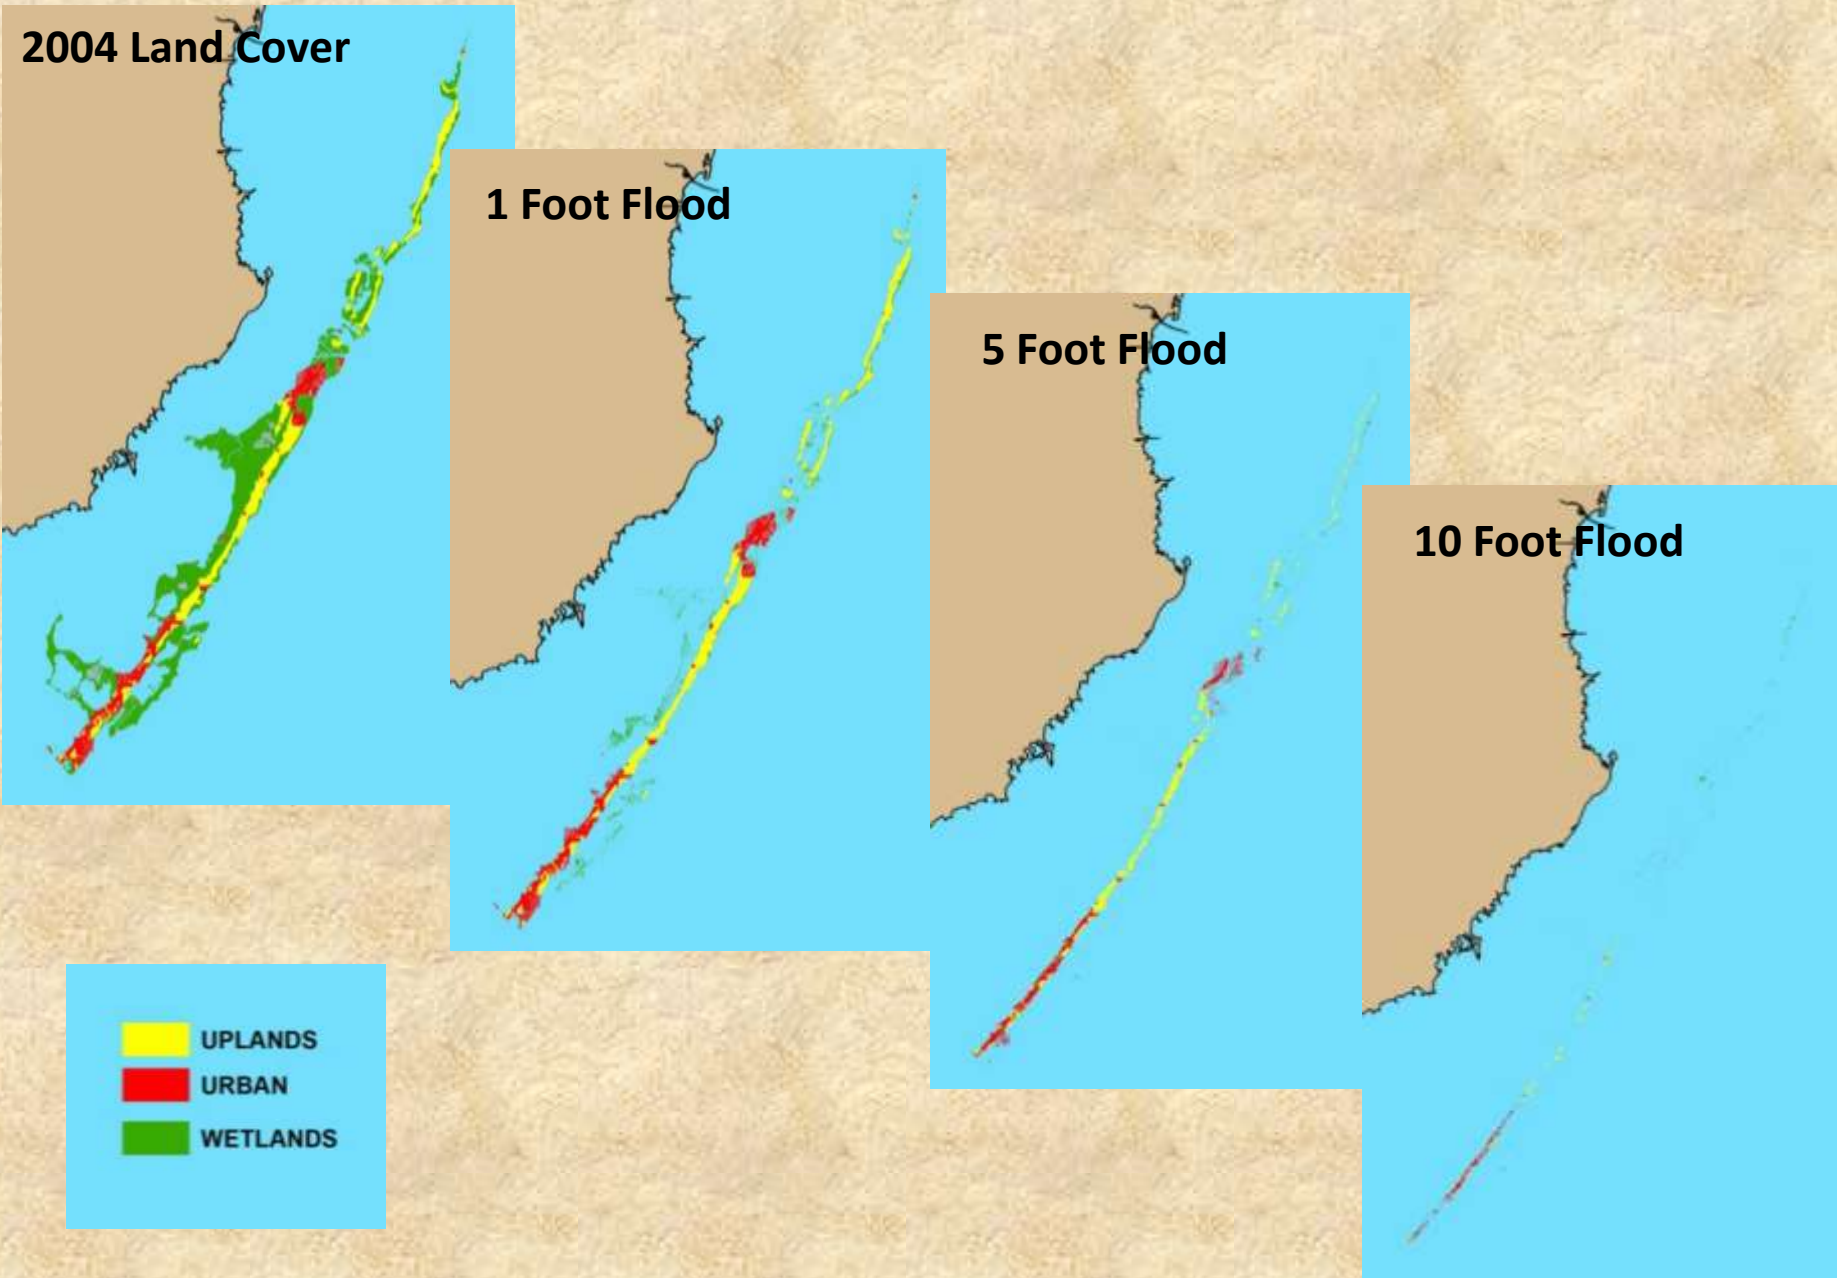 2004 Land Cover
1 Foot Flood
5 Foot Flood
10 Foot Flood
UPLANDS
URBAN
WETLANDS